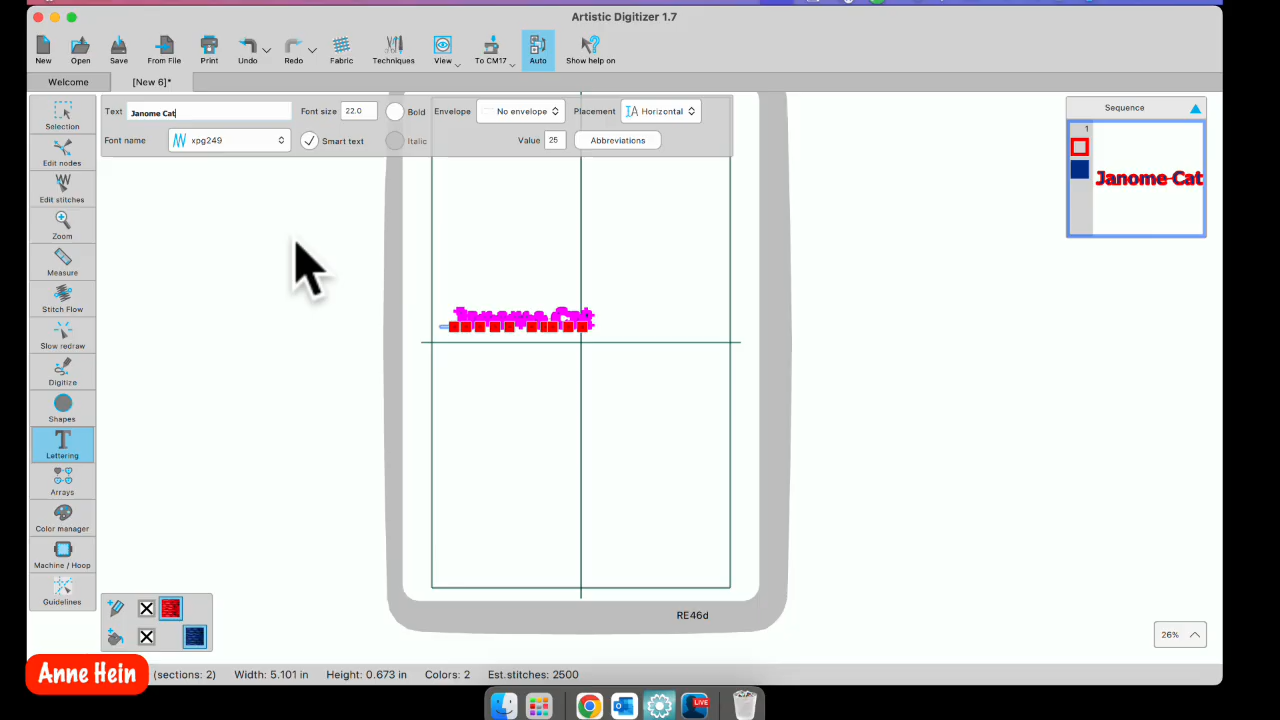 Artistic Digitizer 1.7
New Open Save From File Print Undo Redo Fabric Techniques View To CM17 Auto Show help on
Welcome [New 6]*
Text Janome Cat Font size 22.0 Bold Envelope No envelope Placement Horizontal
Font name xpg249 Smart text Italic Value 25 Abbreviations
Selection
Edit nodes
Edit stitches
Zoom
Measure
Stitch Flow
Slow redraw
Digitize
Shapes
Lettering
Arrays
Color manager
Machine / Hoop
Guidelines
Sequence
1
Janome Cat
RE46d
26%
Anne Hein
(sections: 2) Width: 5.101 in Height: 0.673 in Colors: 2 Est.stitches: 2500
LIVE